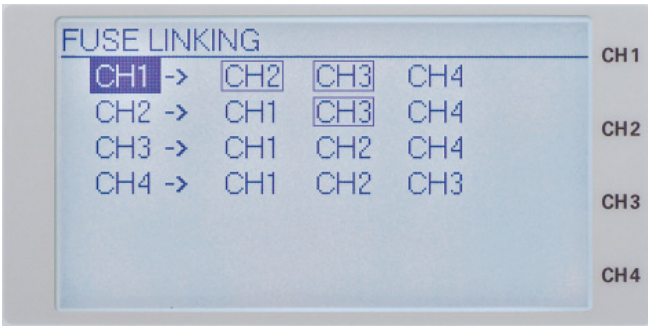 FUSE LINKING
CH1 -> CH2 CH3 CH4
CH2 -> CH1 CH3 CH4
CH3 -> CH1 CH2 CH4
CH4 -> CH1 CH2 CH3
CH1
CH2
CH3
CH4